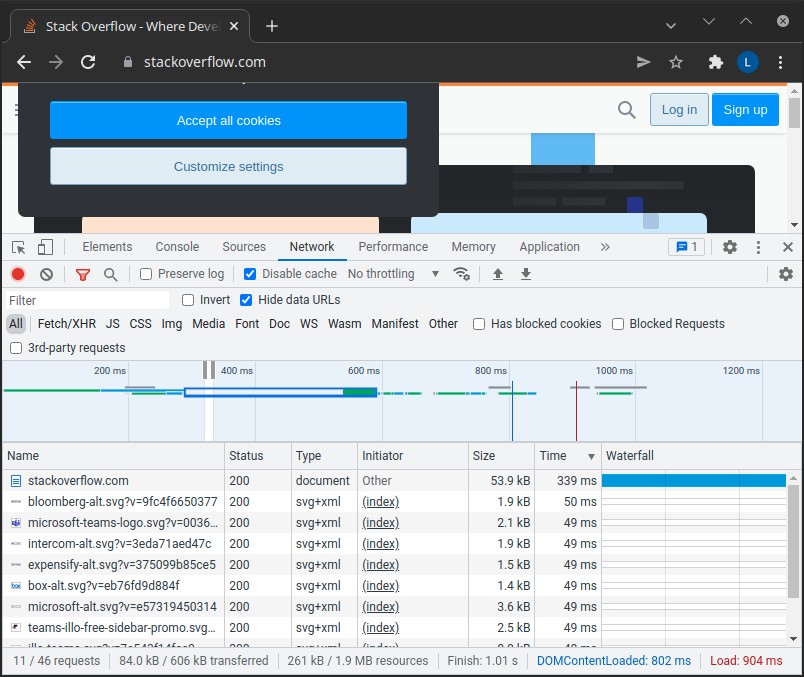 Stack Overflow - Where Deve
stackoverflow.com
L
Accept all cookies
Customize settings
Log in
Sign up
Elements Console Sources Network Performance Memory Application » 1
Preserve log Disable cache No throttling
Filter Invert Hide data URLs
All Fetch/XHR JS CSS Img Media Font Doc WS Wasm Manifest Other Has blocked cookies Blocked Requests
3rd-party requests
200 ms 400 ms 600 ms 800 ms 1000 ms 1200 ms
Name Status Type Initiator Size Time Waterfall
stackoverflow.com 200 document Other 53.9 kB 339 ms
bloomberg-alt.svg?v=9fc4f6650377 200 svg+xml (index) 1.9 kB 50 ms
microsoft-teams-logo.svg?v=0036… 200 svg+xml (index) 2.1 kB 49 ms
intercom-alt.svg?v=3eda71aed47c 200 svg+xml (index) 1.9 kB 49 ms
expensify-alt.svg?v=375099b85ce5 200 svg+xml (index) 1.5 kB 49 ms
box-alt.svg?v=eb76fd9d884f 200 svg+xml (index) 1.4 kB 49 ms
microsoft-alt.svg?v=e57319450314 200 svg+xml (index) 3.6 kB 49 ms
teams-illo-free-sidebar-promo.svg… 200 svg+xml (index) 2.5 kB 49 ms
200 svg+xml (index) 49 ms
11 / 46 requests 84.0 kB / 606 kB transferred 261 kB / 1.9 MB resources Finish: 1.01 s DOMContentLoaded: 802 ms Load: 904 ms